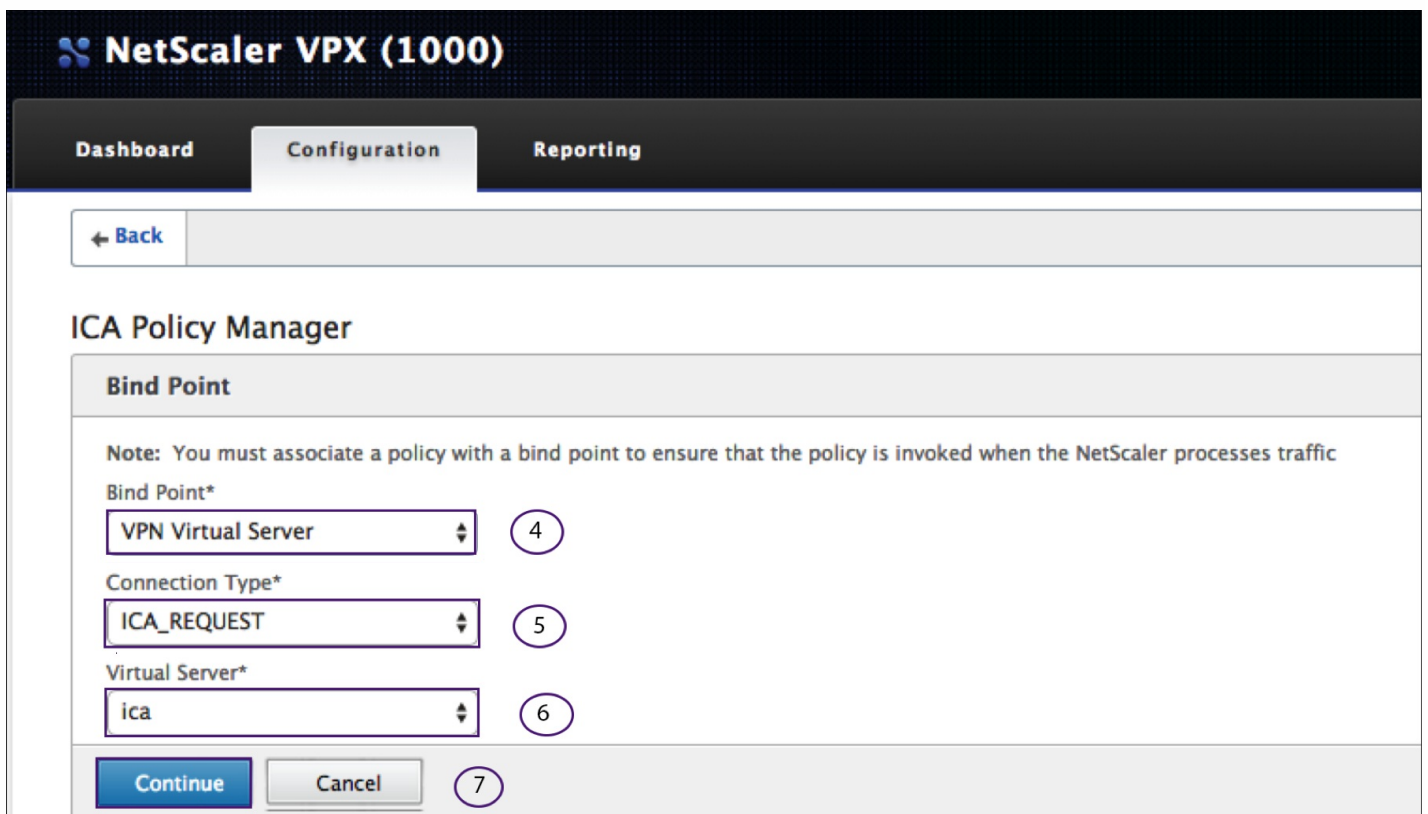 NetScaler VPX (1000)
Dashboard Configuration Reporting
Back
ICA Policy Manager
Bind Point
Note: You must associate a policy with a bind point to ensure that the policy is invoked when the NetScaler processes traffic
Bind Point*
VPN Virtual Server 4
Connection Type*
ICA_REQUEST 5
Virtual Server*
ica 6
Continue Cancel 7